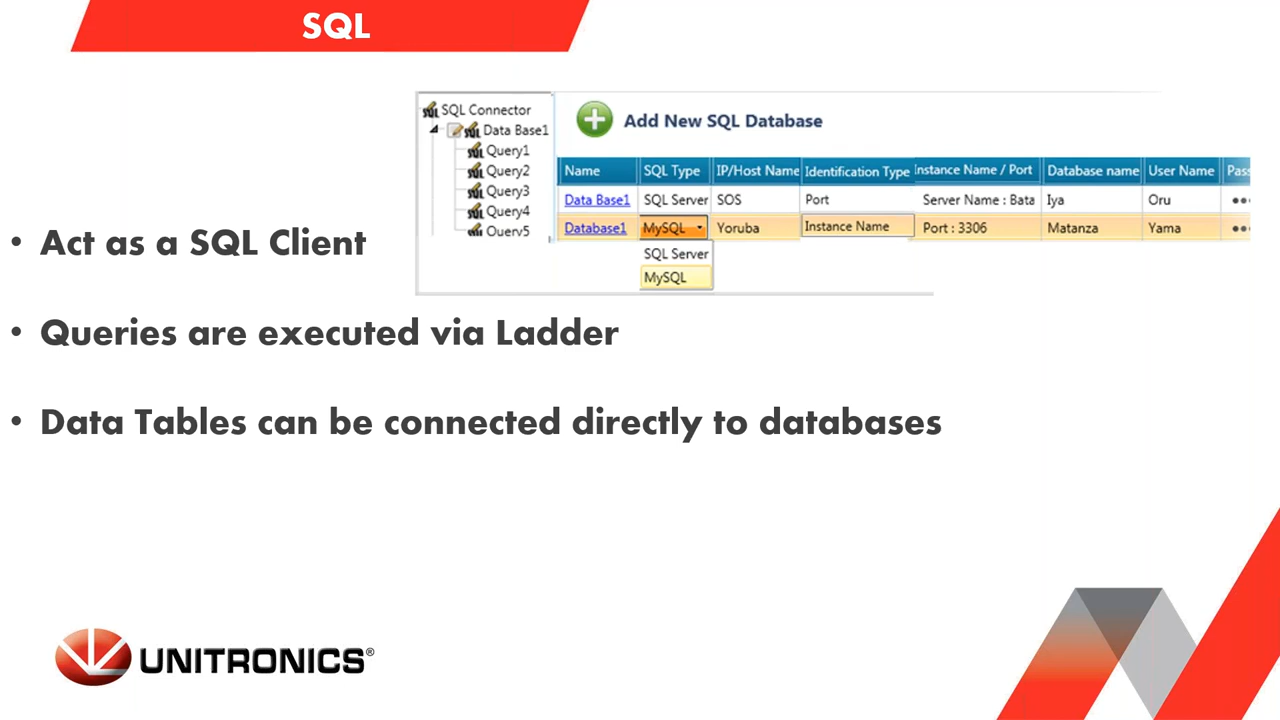 SQL
SQL Connector
Data Base1
Query1
Query2
Query3
Query4
Query5
Add New SQL Database
Name SQL Type IP/Host Name Identification Type Instance Name / Port Database name User Name Pass
Data Base1 SQL Server SOS Port Server Name : Bata Iya Oru ••
Database1 MySQL Yoruba Instance Name Port : 3306 Matanza Yama ••
SQL Server
MySQL
• Act as a SQL Client
• Queries are executed via Ladder
• Data Tables can be connected directly to databases
UNITRONICS®